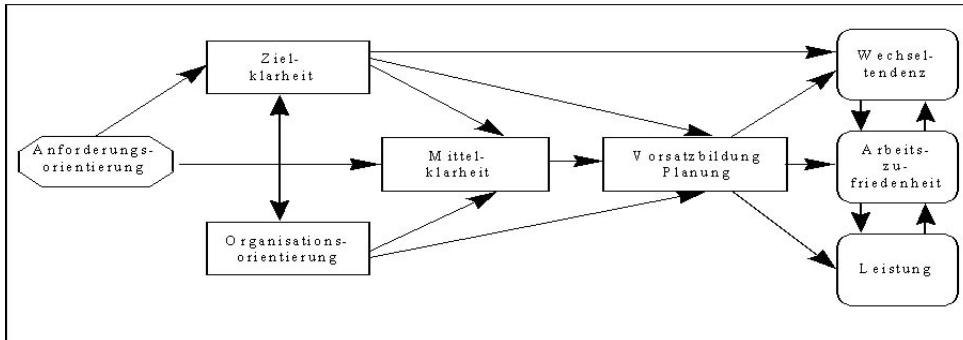 Ziel-
klarheit
Wechsel-
tendenz
Anforderungs-
orientierung
Mittel-
klarheit
Vorsatzbildung
Planung
Arbeits-
zu-
friedenheit
Organisations-
orientierung
Leistung